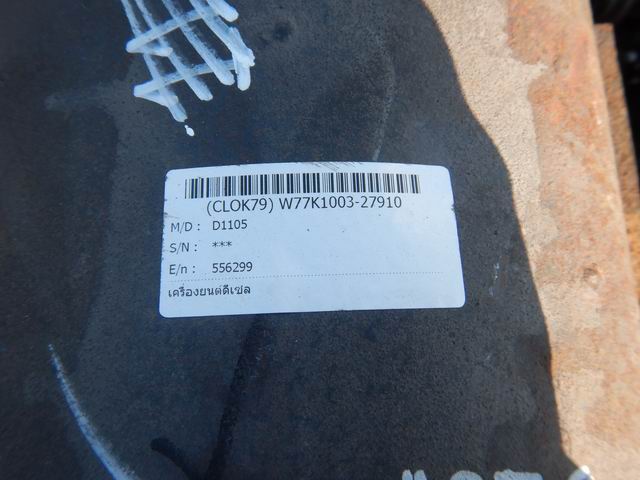 (CLOK79) W77K1003-27910
M/D : D1105
S/N : ***
E/n : 556299
เครื่องยนต์ดีเซล